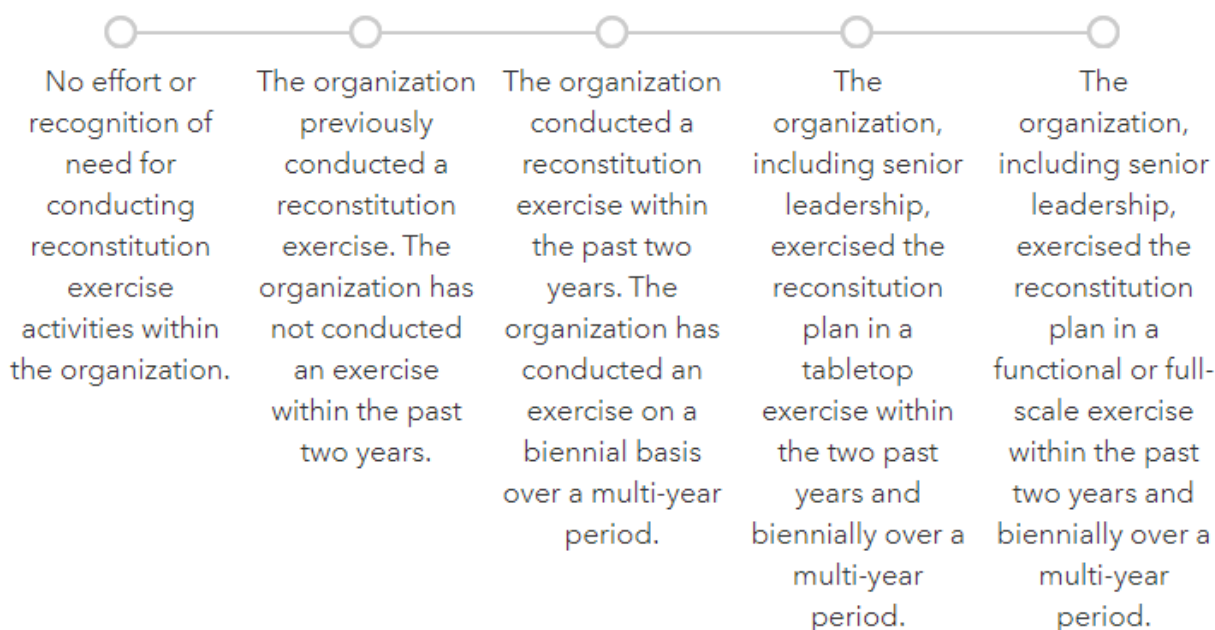 No effort or
recognition of
need for
conducting
reconstitution
exercise
activities within
the organization.
The organization
previously
conducted a
reconstitution
exercise. The
organization has
not conducted
an exercise
within the past
two years.
The organization
conducted a
reconstitution
exercise within
the past two
years. The
organization has
conducted an
exercise on a
biennial basis
over a multi-year
period.
The
organization,
including senior
leadership,
exercised the
reconsitution
plan in a
tabletop
exercise within
the two past
years and
biennially over a
multi-year
period.
The
organization,
including senior
leadership,
exercised the
reconstitution
plan in a
functional or full-
scale exercise
within the past
two years and
biennially over a
multi-year
period.